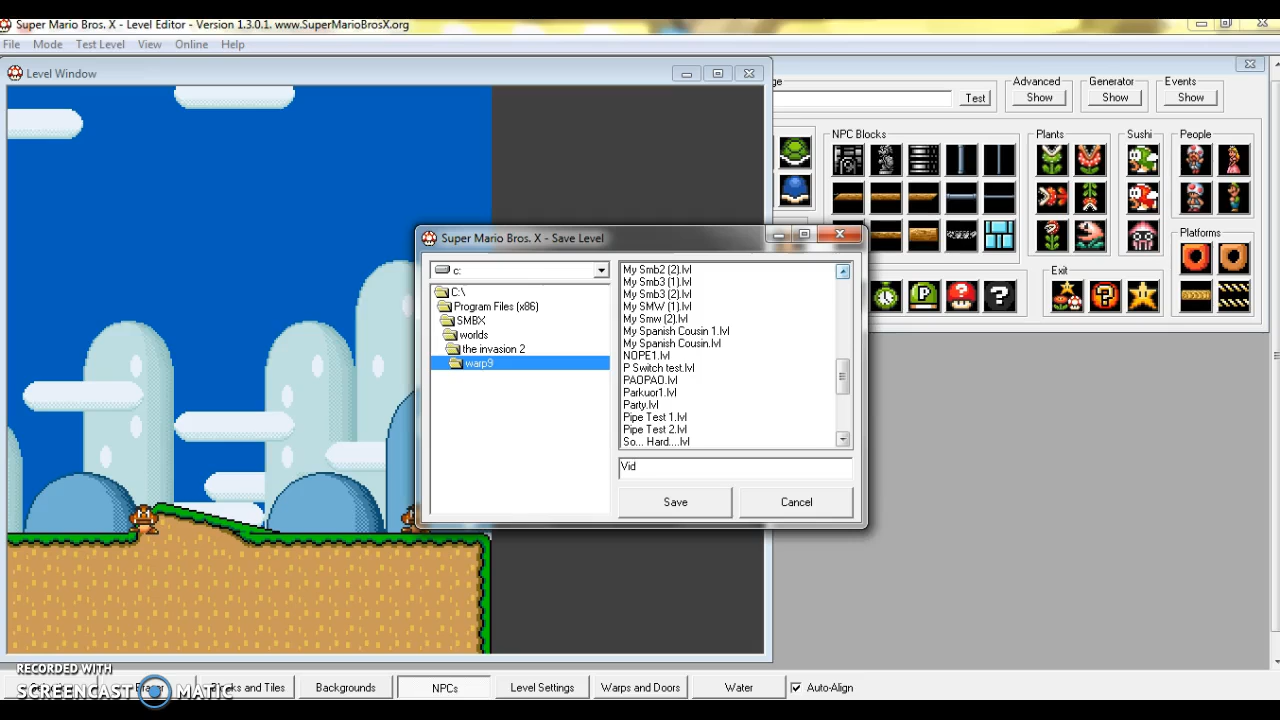 Super Mario Bros. X - Level Editor - Version 1.3.0.1. www.SuperMarioBrosX.org
File Mode Test Level View Online Help
Level Window
Advanced
Generator
Events
Test
Show
Show
Show
NPC Blocks
Plants
Sushi
People
Platforms
Exit
Super Mario Bros. X - Save Level
c:
C:\
Program Files (x86)
SMBX
worlds
the invasion 2
warp9
My Smb2 (2).lvl
My Smb3 (1).lvl
My Smb3 (2).lvl
My SMW (1).lvl
My Smw (2).lvl
My Spanish Cousin 1.lvl
My Spanish Cousin.lvl
NOPE1.lvl
P Switch test.lvl
PAOPAO.lvl
Parkuor1.lvl
Party.lvl
Pipe Test 1.lvl
Pipe Test 2.lvl
So... Hard....lvl
Vid
Save
Cancel
RECORDED WITH
SCREENCAST MATIC
and Tiles
Backgrounds
NPCs
Level Settings
Warps and Doors
Water
Auto-Align